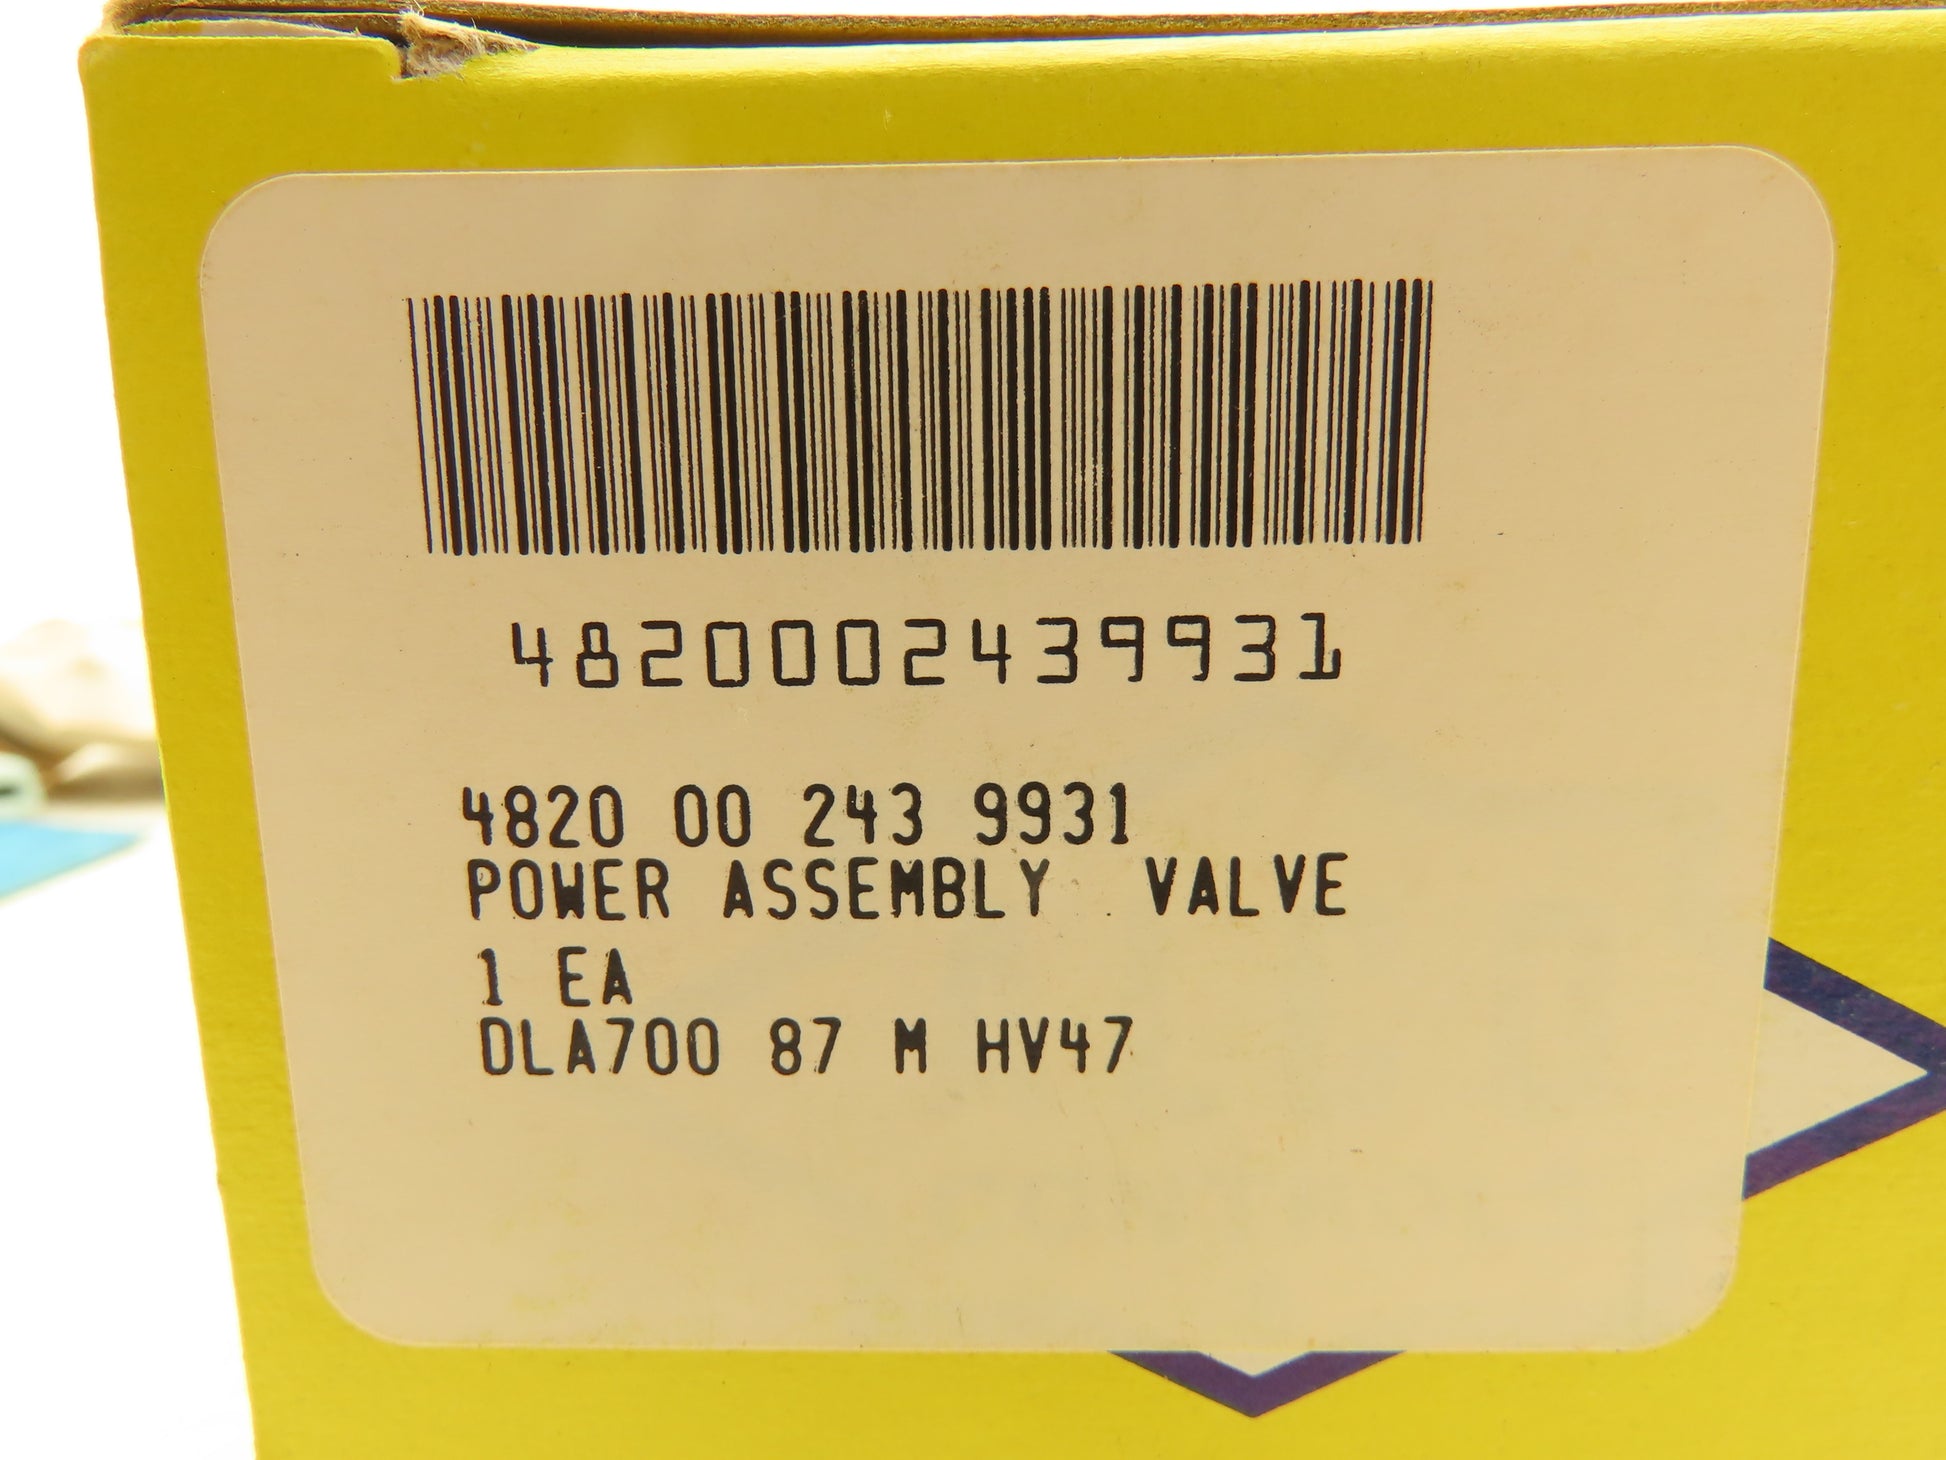 4820002439931
4820 00 243 9931
POWER ASSEMBLY VALVE
1 EA
DLA700 87 M HV47